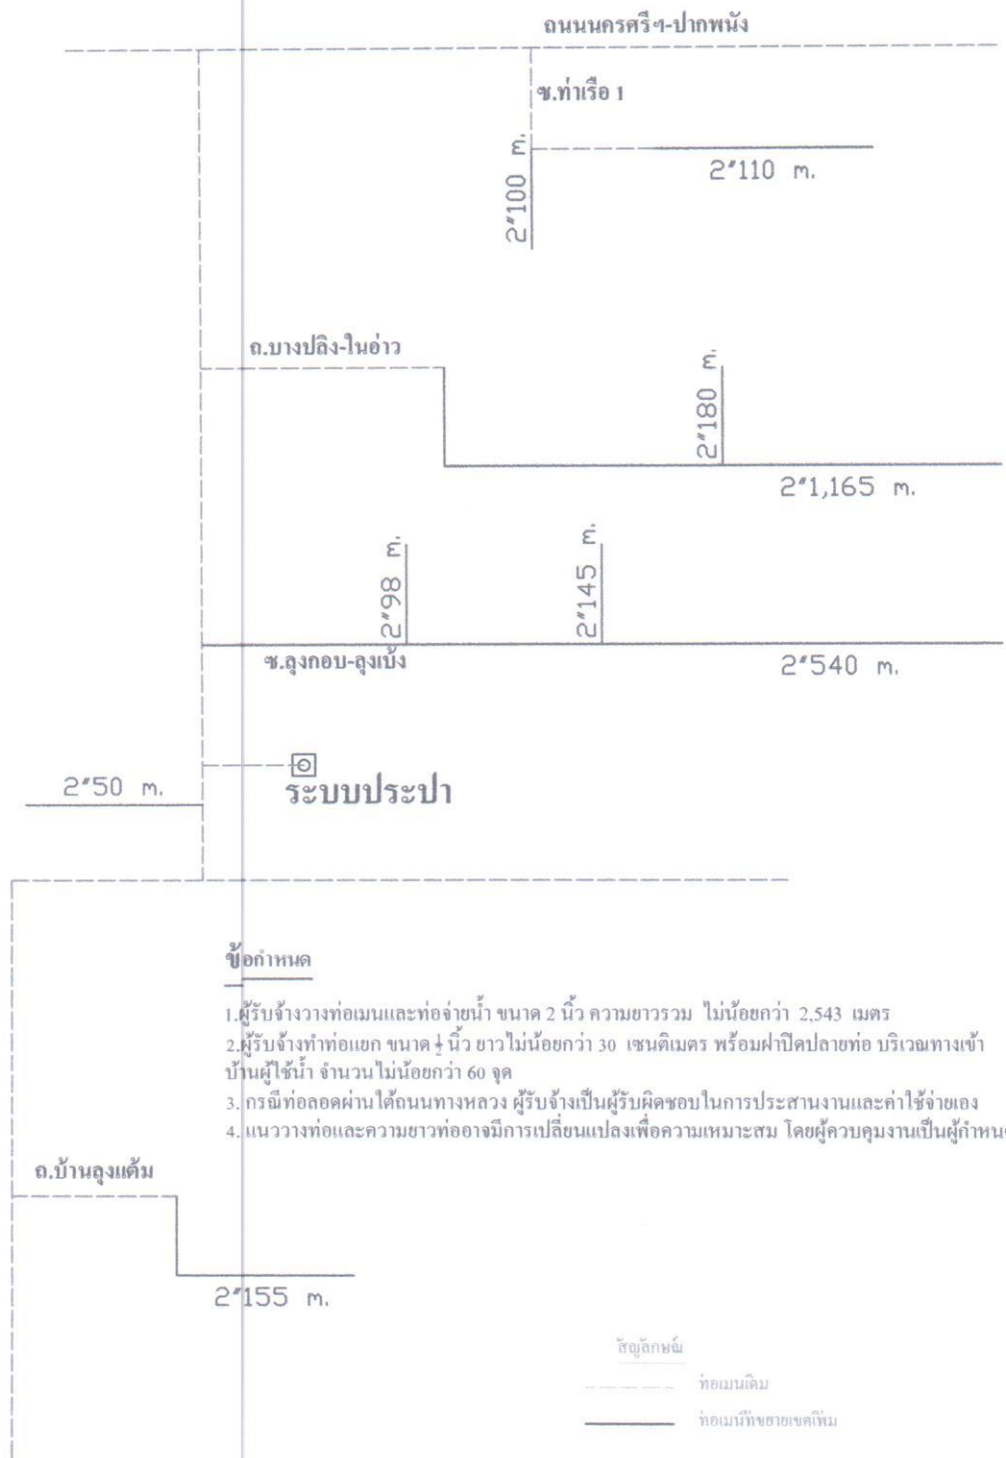 ถนนนครศรีฯ-ปากพนัง
ซ.ท่าเรือ 1
2"100 m.
2"110 m.
ถ.บางปลิง-ในอ่าว
2"180 m.
2"1,165 m.
2"98 m.
2"145 m.
ซ.ลุงกอบ-ลุงเบ้ง
2"540 m.
2"50 m.
ระบบประปา
ข้อกำหนด
1.ผู้รับจ้างวางท่อเมนและท่อจ่ายน้ำ ขนาด 2 นิ้ว ความยาวรวม ไม่น้อยกว่า 2,543 เมตร
2.ผู้รับจ้างทำท่อแยก ขนาด ½ นิ้ว ยาวไม่น้อยกว่า 30 เซนติเมตร พร้อมฝาปิดปลายท่อ บริเวณทางเข้า
บ้านผู้ใช้น้ำ จำนวนไม่น้อยกว่า 60 จุด
3. กรณีท่อลอดผ่านใต้ถนนทางหลวง ผู้รับจ้างเป็นผู้รับผิดชอบในการประสานงานและค่าใช้จ่ายเอง
4. แนววางท่อและความยาวท่ออาจมีการเปลี่ยนแปลงเพื่อความเหมาะสม โดยผู้ควบคุมงานเป็นผู้กำหนด
ถ.บ้านลุงแต้ม
2"155 m.
สัญลักษณ์
ท่อเมนเดิม
ท่อเมนที่ขยายเขตเพิ่ม